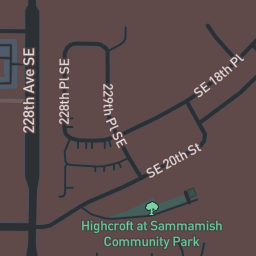 228th Ave SE
228th Pl SE
229th Pl SE
SE 18th Pl
SE 20th St
Highcroft at Sammamish
Community Park